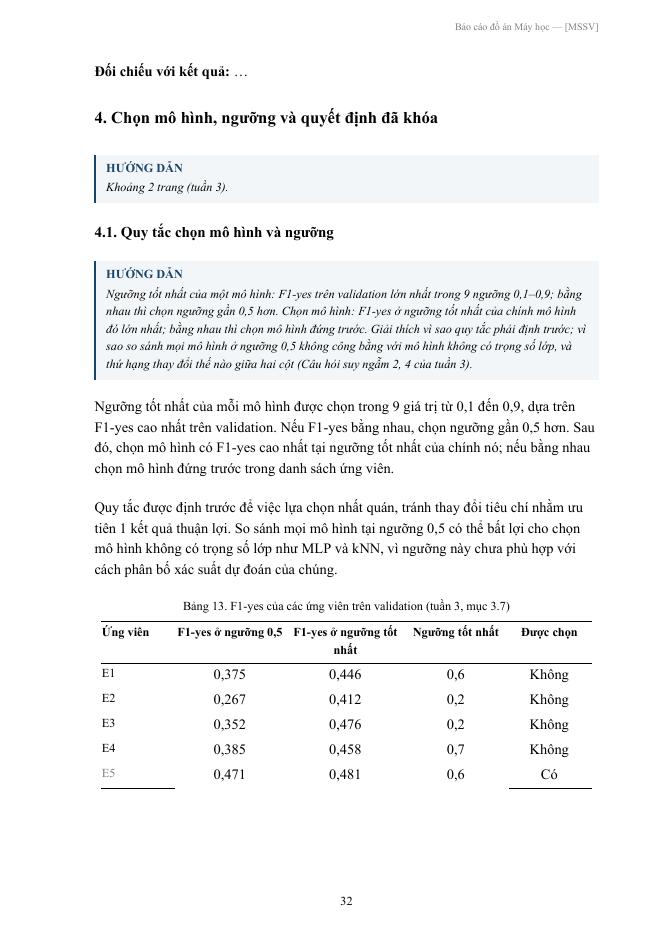 Báo cáo đồ án Máy học — [MSSV]
Đối chiếu với kết quả: …
4. Chọn mô hình, ngưỡng và quyết định đã khóa
HƯỚNG DẪN
Khoảng 2 trang (tuần 3).
4.1. Quy tắc chọn mô hình và ngưỡng
HƯỚNG DẪN
Ngưỡng tốt nhất của một mô hình: F1-yes trên validation lớn nhất trong 9 ngưỡng 0,1–0,9; bằng
nhau thì chọn ngưỡng gần 0,5 hơn. Chọn mô hình: F1-yes ở ngưỡng tốt nhất của chính mô hình
đó lớn nhất; bằng nhau thì chọn mô hình đứng trước. Giải thích vì sao quy tắc phải định trước; vì
sao so sánh mọi mô hình ở ngưỡng 0,5 không công bằng với mô hình không có trọng số lớp, và
thứ hạng thay đổi thế nào giữa hai cột (Câu hỏi suy ngẫm 2, 4 của tuần 3).
Ngưỡng tốt nhất của mỗi mô hình được chọn trong 9 giá trị từ 0,1 đến 0,9, dựa trên
F1-yes cao nhất trên validation. Nếu F1-yes bằng nhau, chọn ngưỡng gần 0,5 hơn. Sau
đó, chọn mô hình có F1-yes cao nhất tại ngưỡng tốt nhất của chính nó; nếu bằng nhau
chọn mô hình đứng trước trong danh sách ứng viên.
Quy tắc được định trước để việc lựa chọn nhất quán, tránh thay đổi tiêu chí nhằm ưu
tiên 1 kết quả thuận lợi. So sánh mọi mô hình tại ngưỡng 0,5 có thể bất lợi cho chọn
mô hình không có trọng số lớp như MLP và kNN, vì ngưỡng này chưa phù hợp với
cách phân bố xác suất dự đoán của chúng.
Bảng 13. F1-yes của các ứng viên trên validation (tuần 3, mục 3.7)
Ứng viên F1-yes ở ngưỡng 0,5 F1-yes ở ngưỡng tốt nhất Ngưỡng tốt nhất Được chọn
E1 0,375 0,446 0,6 Không
E2 0,267 0,412 0,2 Không
E3 0,352 0,476 0,2 Không
E4 0,385 0,458 0,7 Không
E5 0,471 0,481 0,6 Có
32